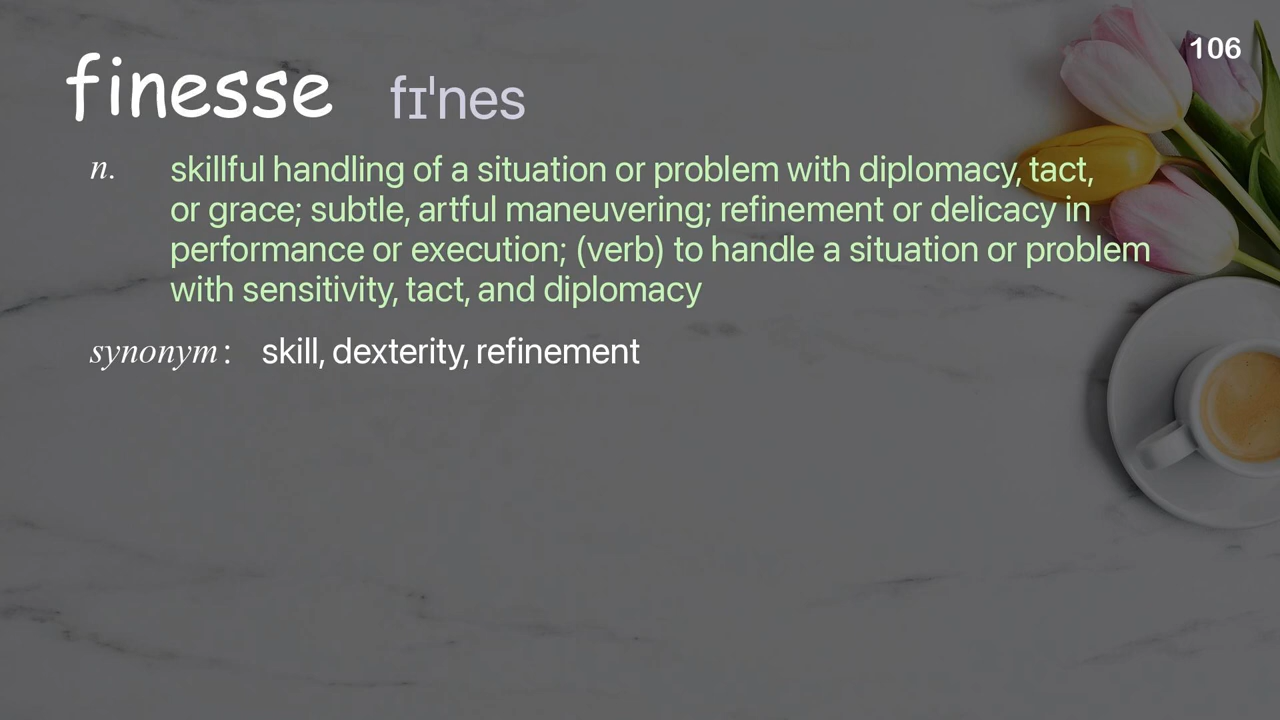 106
finesse fɪˈnes
n. skillful handling of a situation or problem with diplomacy, tact,
or grace; subtle, artful maneuvering; refinement or delicacy in
performance or execution; (verb) to handle a situation or problem
with sensitivity, tact, and diplomacy
synonym: skill, dexterity, refinement